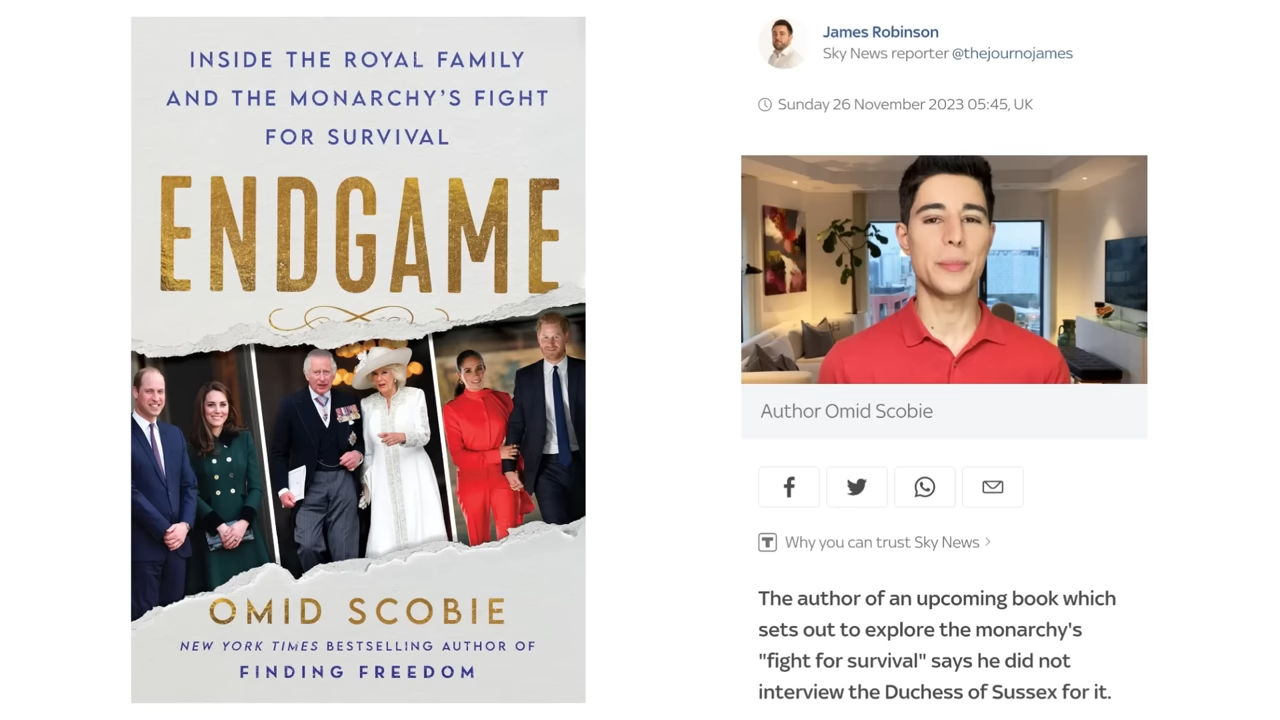 INSIDE THE ROYAL FAMILY
AND THE MONARCHY'S FIGHT
FOR SURVIVAL
ENDGAME
OMID SCOBIE
NEW YORK TIMES BESTSELLING AUTHOR OF
FINDING FREEDOM
James Robinson
Sky News reporter @thejournojames
Sunday 26 November 2023 05:45, UK
Author Omid Scobie
Why you can trust Sky News >
The author of an upcoming book which
sets out to explore the monarchy's
"fight for survival" says he did not
interview the Duchess of Sussex for it.